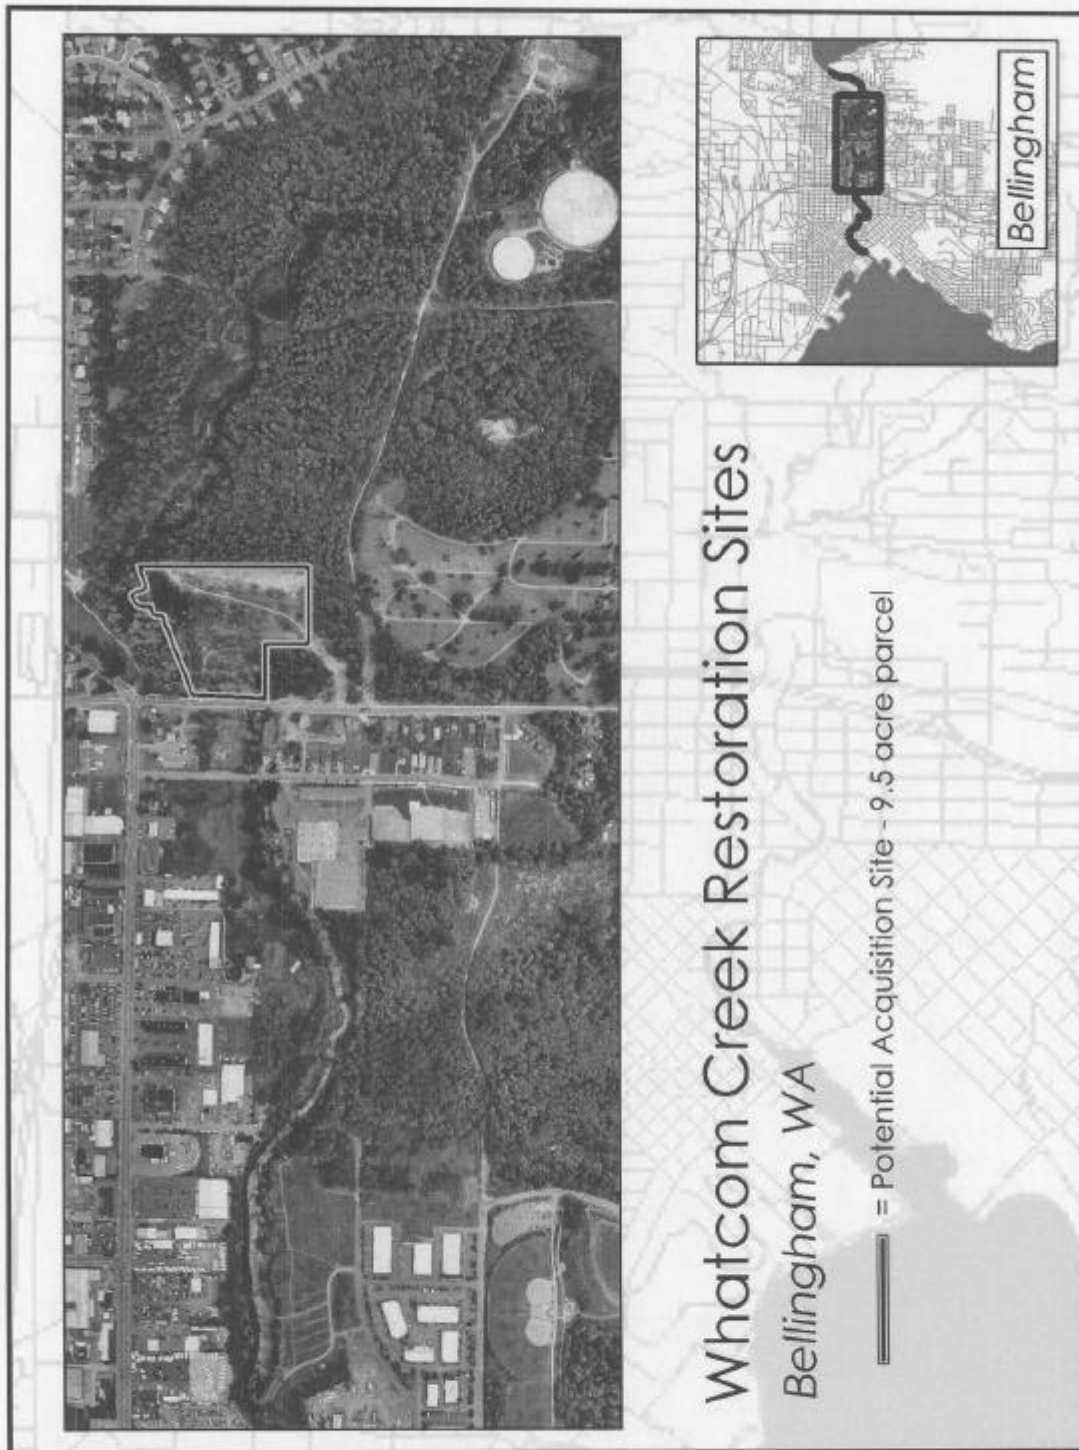 Whatcom Creek Restoration Sites
Bellingham, WA
= Potential Acquisition Site - 9.5 acre parcel
Bellingham